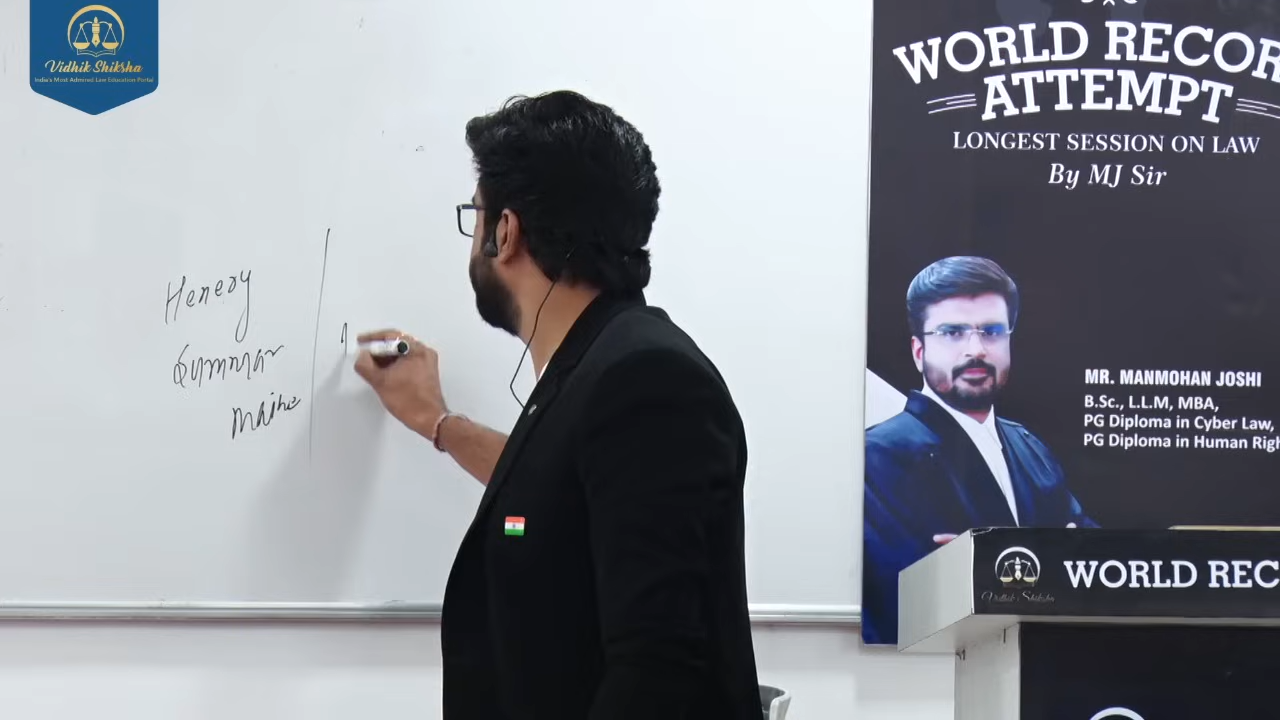 Vidhik Shiksha
India's Most Admired Law Education Portal
Henery
Summar
Maine
WORLD RECOR
ATTEMPT
LONGEST SESSION ON LAW
By MJ Sir
MR. MANMOHAN JOSHI
B.Sc., L.L.M, MBA,
PG Diploma in Cyber Law,
PG Diploma in Human Righ
Vidhik Shiksha
WORLD REC